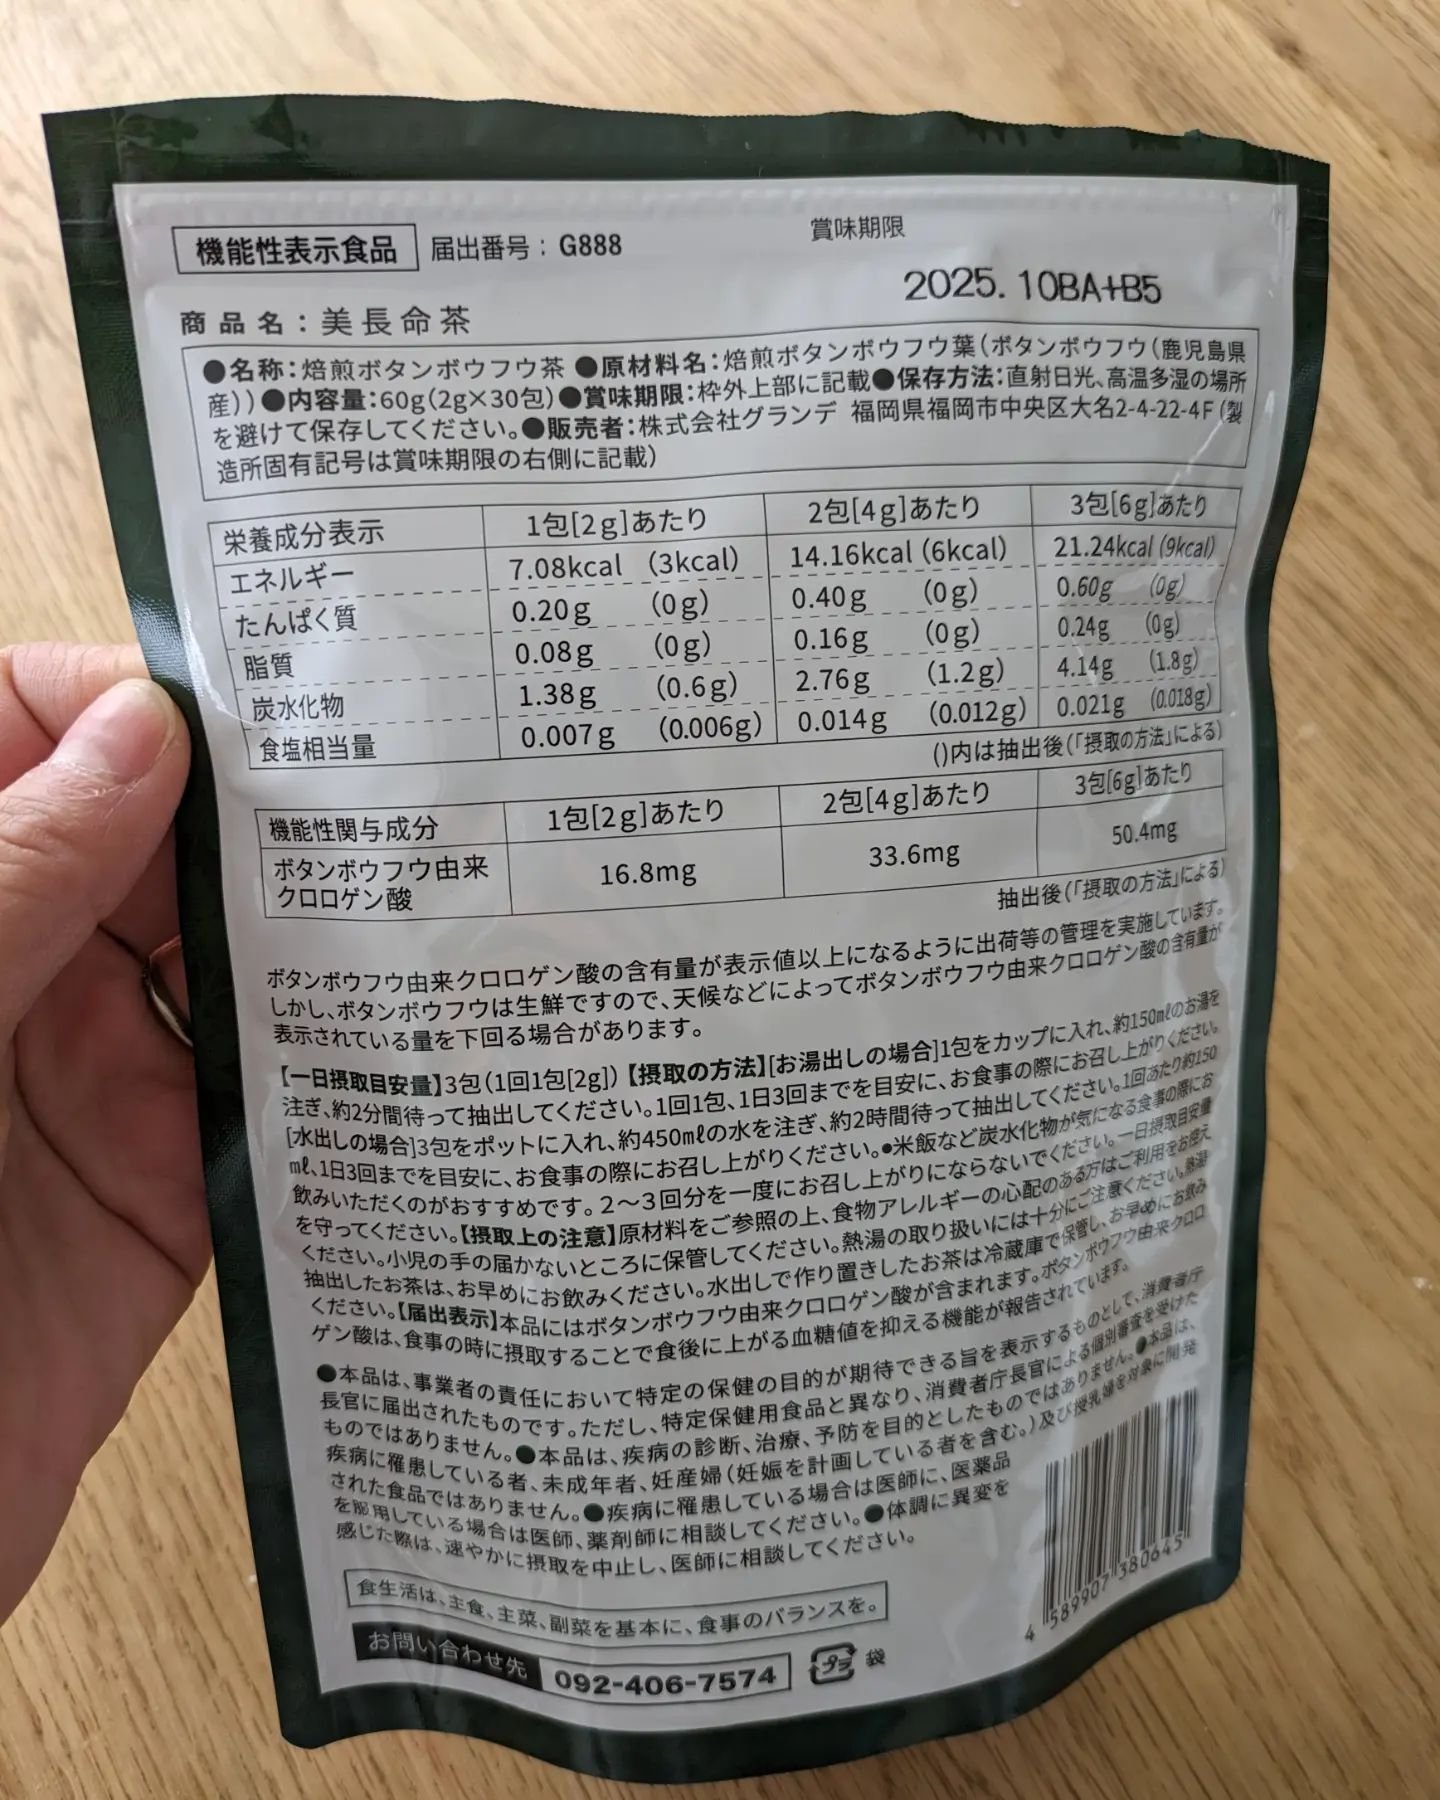 機能性表示食品 届出番号：G888
賞味期限
2025.10BA+B5
商品名：美長命茶
●名称：焙煎ボタンボウフウ茶 ●原材料名：焙煎ボタンボウフウ葉（ボタンボウフウ（鹿児島県
産））●内容量：60g（2g×30包）●賞味期限：枠外上部に記載●保存方法：直射日光、高温多湿の場所
を避けて保存してください。●販売者：株式会社グランデ 福岡県福岡市中央区大名2-4-22-4F（製
造所固有記号は賞味期限の右側に記載）
栄養成分表示 1包[2g]あたり 2包[4g]あたり 3包[6g]あたり
エネルギー 7.08kcal （3kcal） 14.16kcal （6kcal） 21.24kcal （9kcal）
たんぱく質 0.20g （0g） 0.40g （0g） 0.60g （0g）
脂質 0.08g （0g） 0.16g （0g） 0.24g （0g）
炭水化物 1.38g （0.6g） 2.76g （1.2g） 4.14g （1.8g）
食塩相当量 0.007g （0.006g） 0.014g （0.012g） 0.021g （0.018g）
()内は抽出後（「摂取の方法」による）
機能性関与成分 1包[2g]あたり 2包[4g]あたり 3包[6g]あたり
ボタンボウフウ由来
クロロゲン酸 16.8mg 33.6mg 50.4mg
抽出後（「摂取の方法」による）
ボタンボウフウ由来クロロゲン酸の含有量が表示値以上になるように出荷等の管理を実施しています。
しかし、ボタンボウフウは生鮮ですので、天候などによってボタンボウフウ由来クロロゲン酸の含有量が
表示されている量を下回る場合があります。
【一日摂取目安量】3包（1回1包[2g]）【摂取の方法】[お湯出しの場合]1包をカップに入れ、約150mℓのお湯を
注ぎ、約2分間待って抽出してください。1回1包、1日3回までを目安に、お食事の際にお召し上がりください。
[水出しの場合]3包をポットに入れ、約450mℓの水を注ぎ、約2時間待って抽出してください。1回あたり約150
mℓ、1日3回までを目安に、お食事の際にお召し上がりください。●米飯など炭水化物が気になる食事の際にお
飲みいただくのがおすすめです。2～3回分を一度にお召し上がりにならないでください。一日摂取目安量
を守ってください。【摂取上の注意】原材料をご参照の上、食物アレルギーの心配のある方はご利用をお控え
ください。小児の手の届かないところに保管してください。熱湯の取り扱いには十分にご注意ください。熱湯
抽出したお茶は、お早めにお飲みください。水出しで作り置きしたお茶は冷蔵庫で保管し、お早めにお飲み
ください。【届出表示】本品にはボタンボウフウ由来クロロゲン酸が含まれます。ボタンボウフウ由来クロロ
ゲン酸は、食事の時に摂取することで食後に上がる血糖値を抑える機能が報告されています。
●本品は、事業者の責任において特定の保健の目的が期待できる旨を表示するものとして、消費者庁
長官に届出されたものです。ただし、特定保健用食品と異なり、消費者庁長官による個別審査を受けた
ものではありません。●本品は、疾病の診断、治療、予防を目的としたものではありません。●本品は、
疾病に罹患している者、未成年者、妊産婦（妊娠を計画している者を含む。）及び授乳婦を対象に開発
された食品ではありません。●疾病に罹患している場合は医師に、医薬品
を服用している場合は医師、薬剤師に相談してください。●体調に異変を
感じた際は、速やかに摂取を中止し、医師に相談してください。
食生活は、主食、主菜、副菜を基本に、食事のバランスを。
お問い合わせ先 092-406-7574 プラ 袋
4 589907 380645